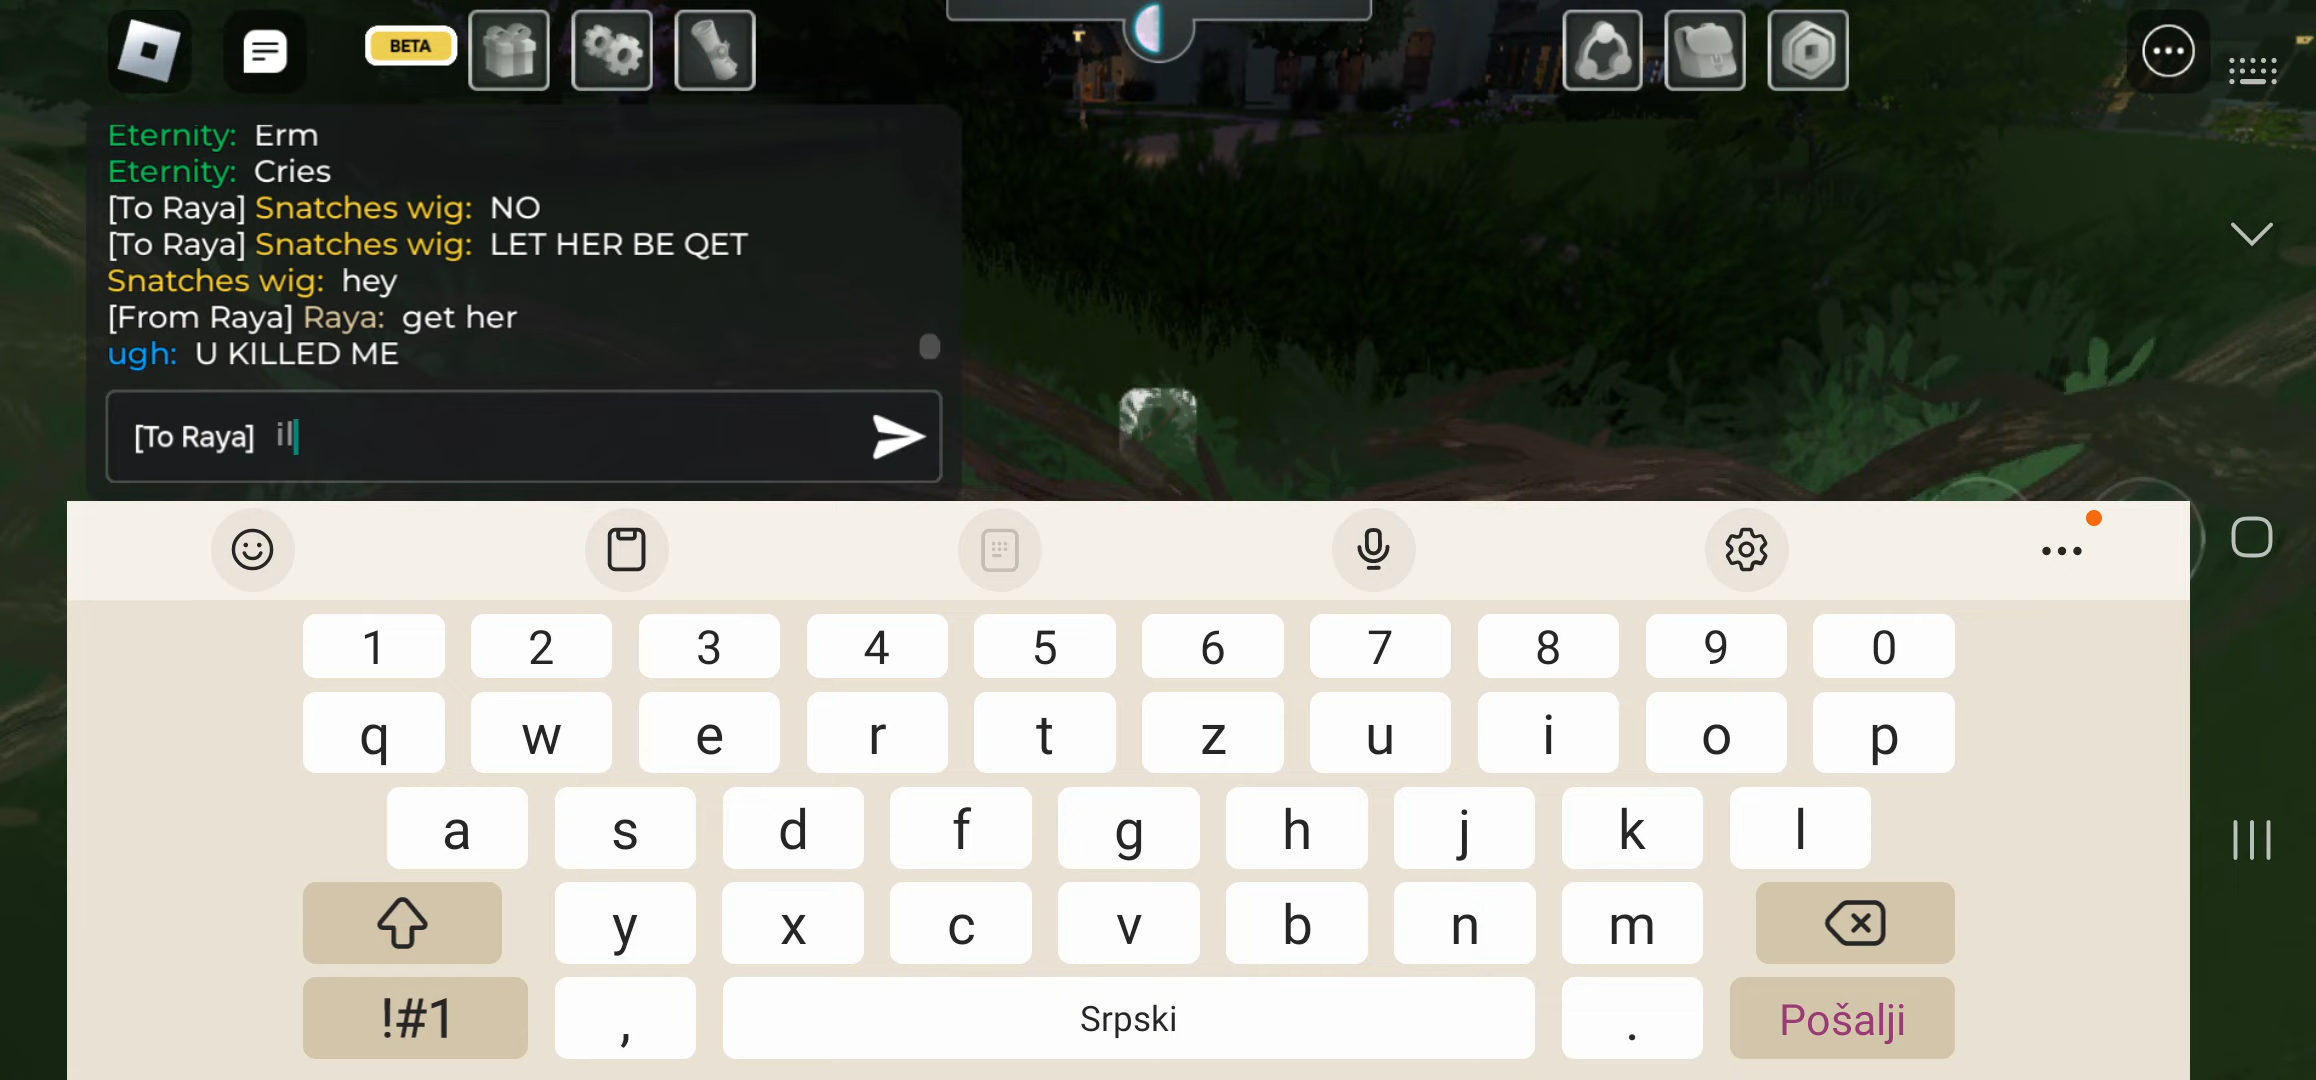 BETA
Eternity: Erm
Eternity: Cries
[To Raya] Snatches wig: NO
[To Raya] Snatches wig: LET HER BE QET
Snatches wig: hey
[From Raya] Raya: get her
ugh: U KILLED ME
[To Raya] il
1 2 3 4 5 6 7 8 9 0
q w e r t z u i o p
a s d f g h j k l
y x c v b n m
!#1 , Srpski . Pošalji